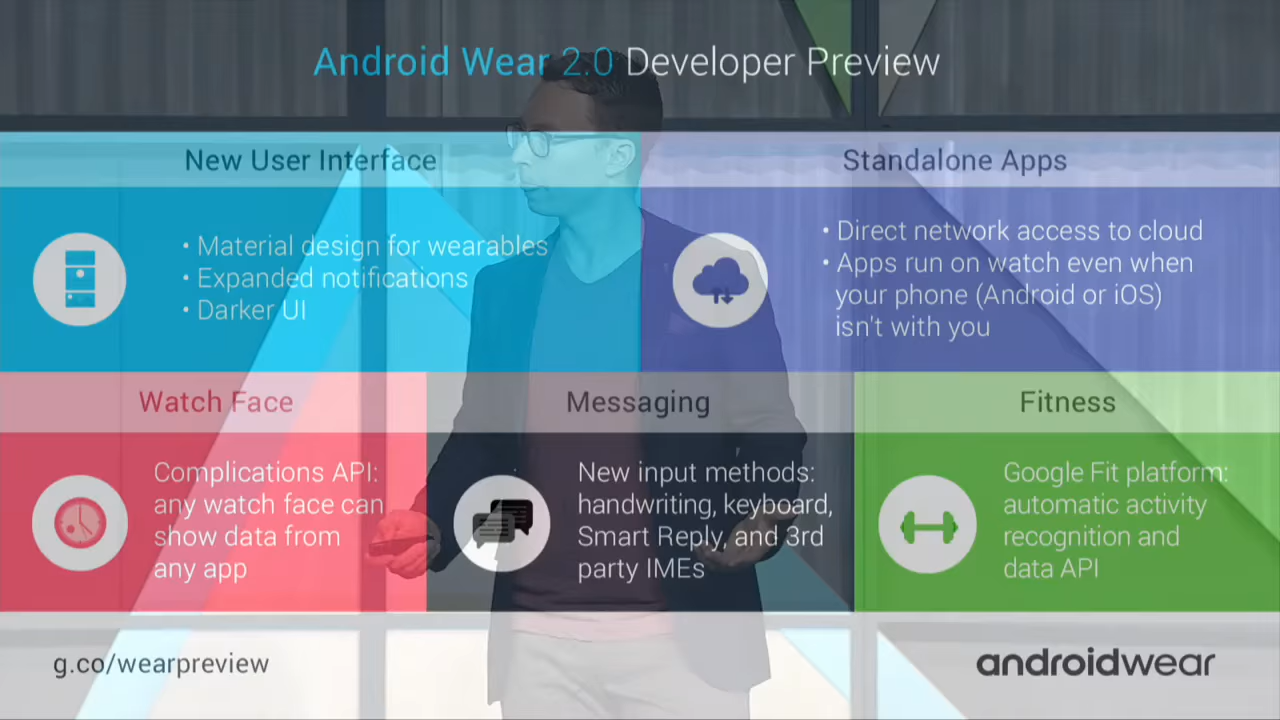 Android Wear 2.0 Developer Preview
New User Interface
• Material design for wearables
• Expanded notifications
• Darker UI
Standalone Apps
• Direct network access to cloud
• Apps run on watch even when
your phone (Android or iOS)
isn't with you
Watch Face
Complications API:
any watch face can
show data from
any app
Messaging
New input methods:
handwriting, keyboard,
Smart Reply, and 3rd
party IMEs
Fitness
Google Fit platform:
automatic activity
recognition and
data API
g.co/wearpreview
androidwear